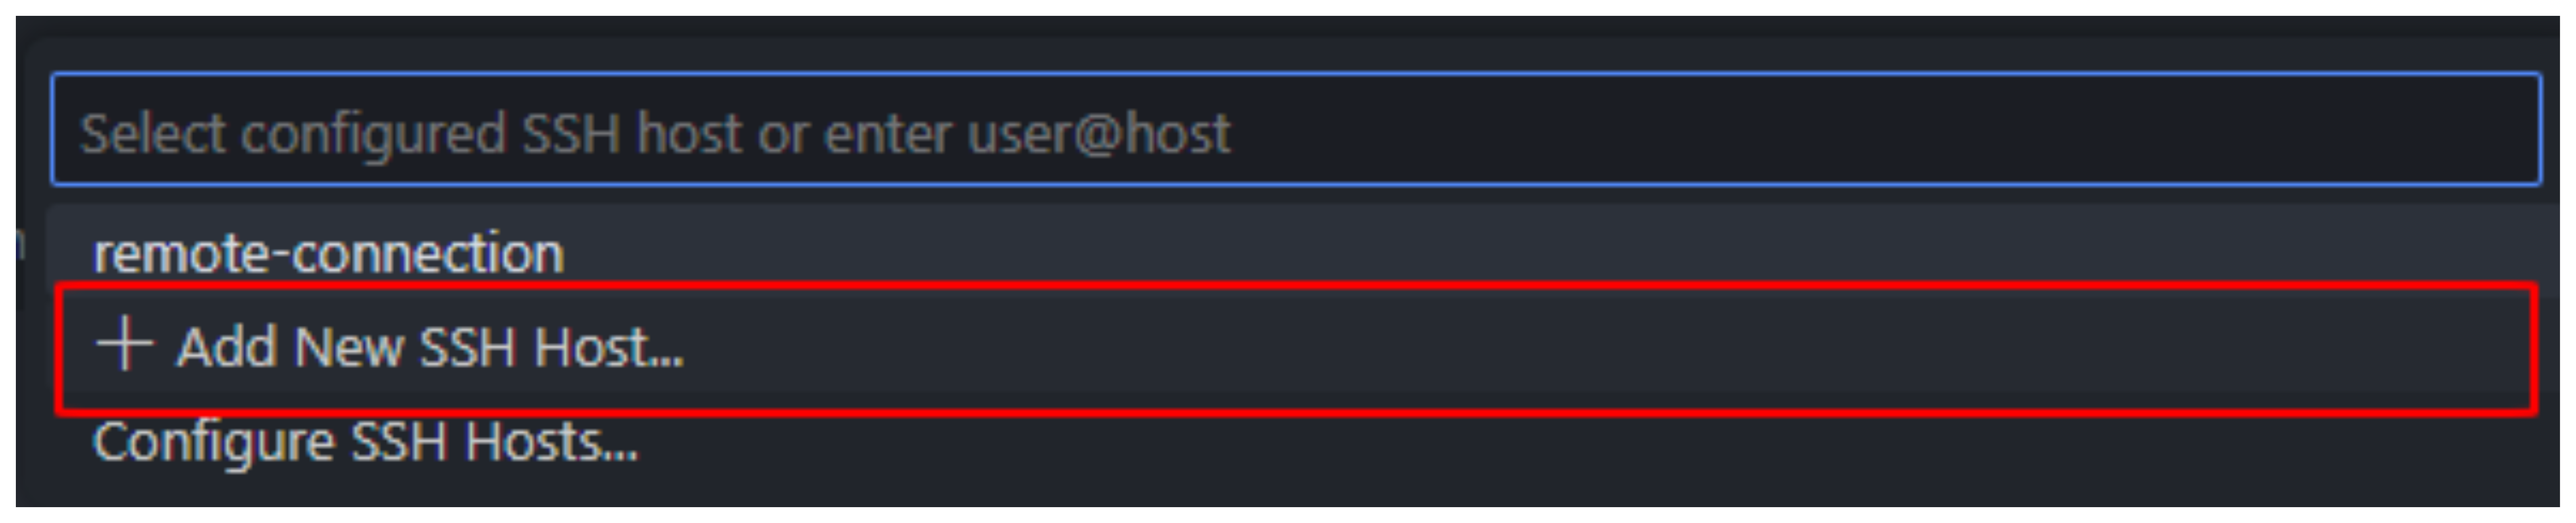 Select configured SSH host or enter user@host
remote-connection
+ Add New SSH Host...
Configure SSH Hosts...